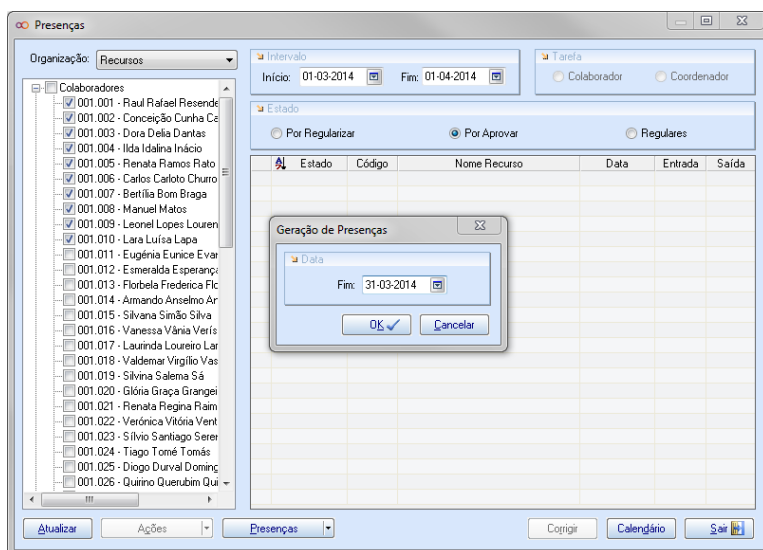 Presenças
Organização: Recursos
Colaboradores
001.001 - Raul Rafael Resende
001.002 - Conceição Cunha Ca
001.003 - Dora Delia Dantas
001.004 - Ilda Idalina Inácio
001.005 - Renata Ramos Rato
001.006 - Carlos Carloto Churro
001.007 - Bertília Bom Braga
001.008 - Manuel Matos
001.009 - Leonel Lopes Louren
001.010 - Lara Luísa Lapa
001.011 - Eugénia Eunice Evar
001.012 - Esmeralda Esperança
001.013 - Florbela Frederica Flo
001.014 - Armando Anselmo Ar
001.015 - Silvana Simão Silva
001.016 - Vanessa Vânia Verís
001.017 - Laurinda Loureiro Lar
001.018 - Valdemar Virgílio Vas
001.019 - Silvina Salema Sá
001.020 - Glória Graça Grangei
001.021 - Renata Regina Raim
001.022 - Verónica Vitória Vent
001.023 - Sílvio Santiago Serer
001.024 - Tiago Tomé Tomás
001.025 - Diogo Durval Doming
001.026 - Quirino Querubim Qui
Intervalo
Início: 01-03-2014 Fim: 01-04-2014
Tarefa
Colaborador Coordenador
Estado
Por Regularizar Por Aprovar Regulares
Estado Código Nome Recurso Data Entrada Saída
Geração de Presenças
Data
Fim: 31-03-2014
OK Cancelar
Atualizar Ações Presenças Corrigir Calendário Sair